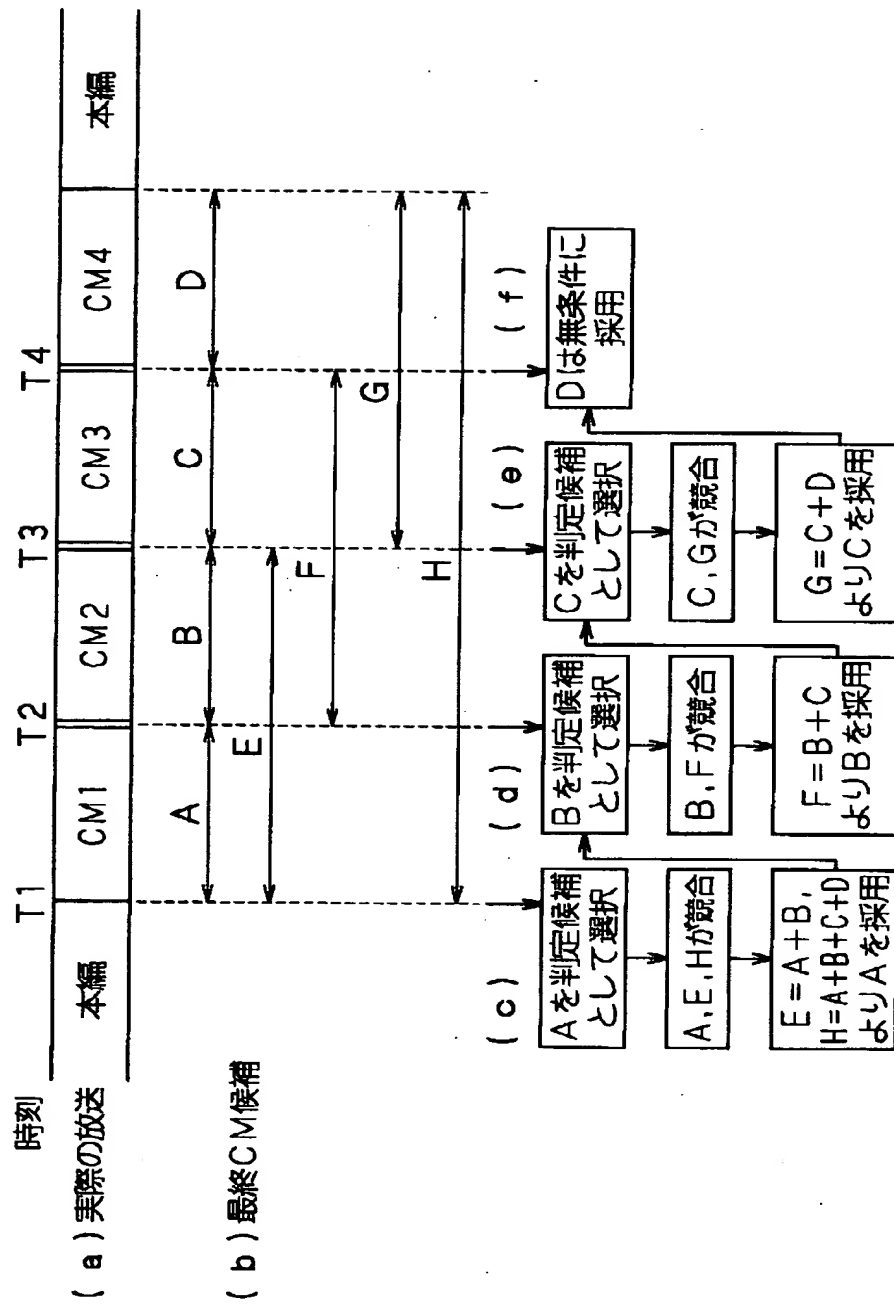 時刻 T1 T2 T3 T4
(a)実際の放送 本編 CM1 CM2 CM3 CM4 本編
(b)最終CM候補 A B C D
E
F
G
H
(c)
Aを判定候補
として選択
A,E,Hが競合
E=A+B,
H=A+B+C+D
よりAを採用
(d)
Bを判定候補
として選択
B,Fが競合
F=B+C
よりBを採用
(e)
Cを判定候補
として選択
C,Gが競合
G=C+D
よりCを採用
(f)
Dは無条件に
採用